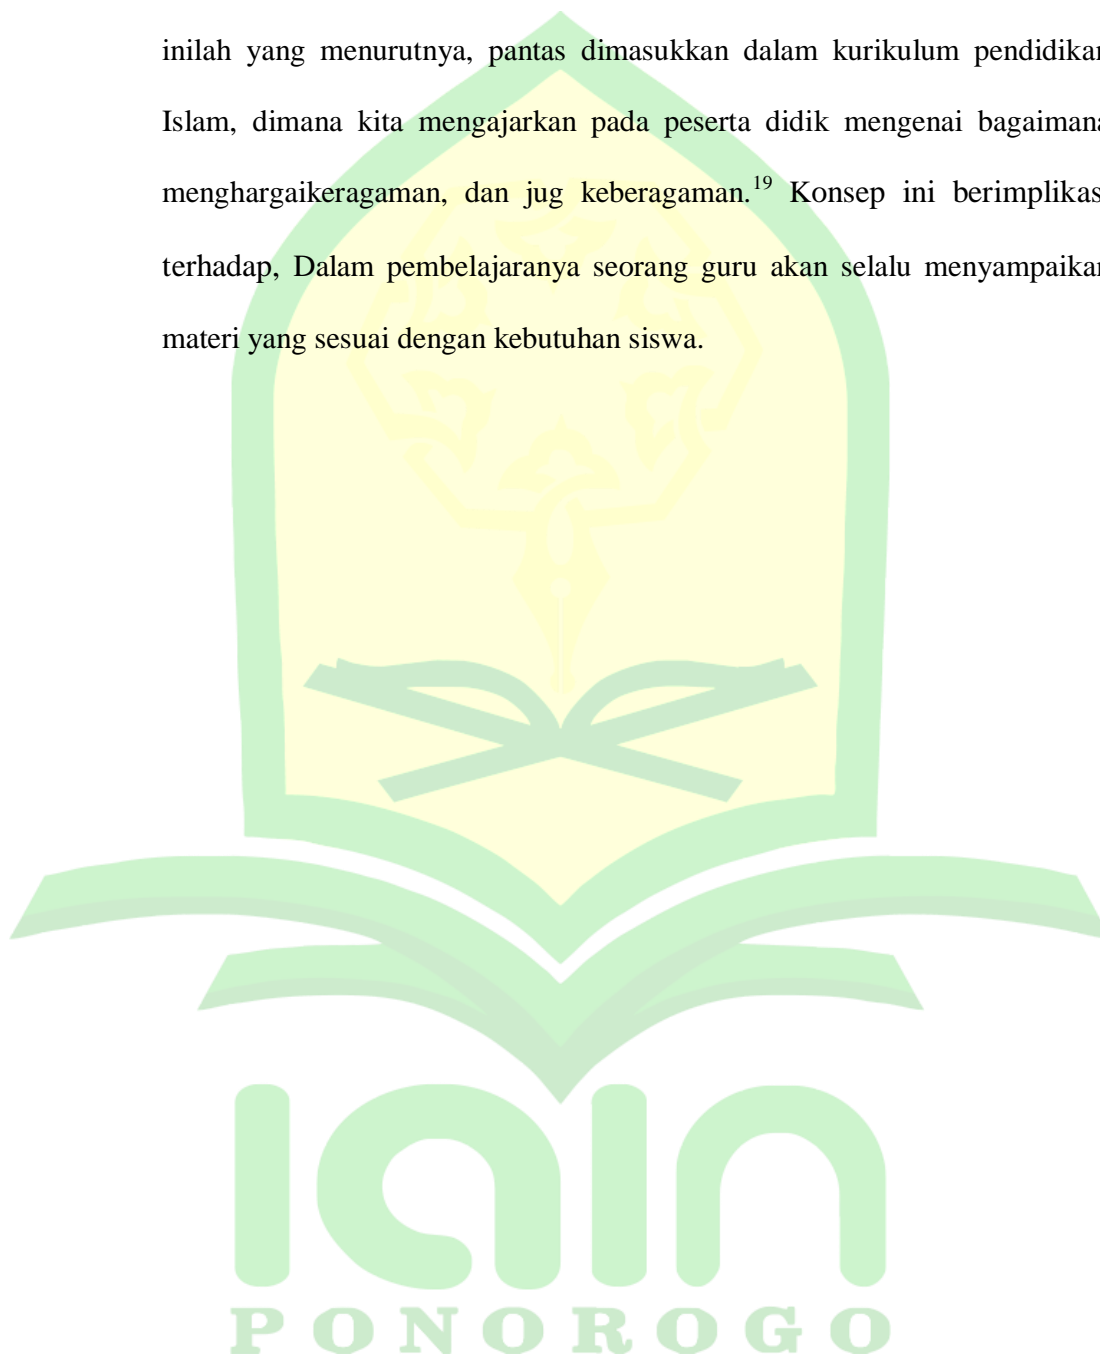 inilah yang menurutnya, pantas dimasukkan dalam kurikulum pendidikan
Islam, dimana kita mengajarkan pada peserta didik mengenai bagaimana
menghargaikeragaman, dan jug keberagaman.19 Konsep ini berimplikasi
terhadap, Dalam pembelajaranya seorang guru akan selalu menyampaikan
materi yang sesuai dengan kebutuhan siswa.
iain
PONOROGO